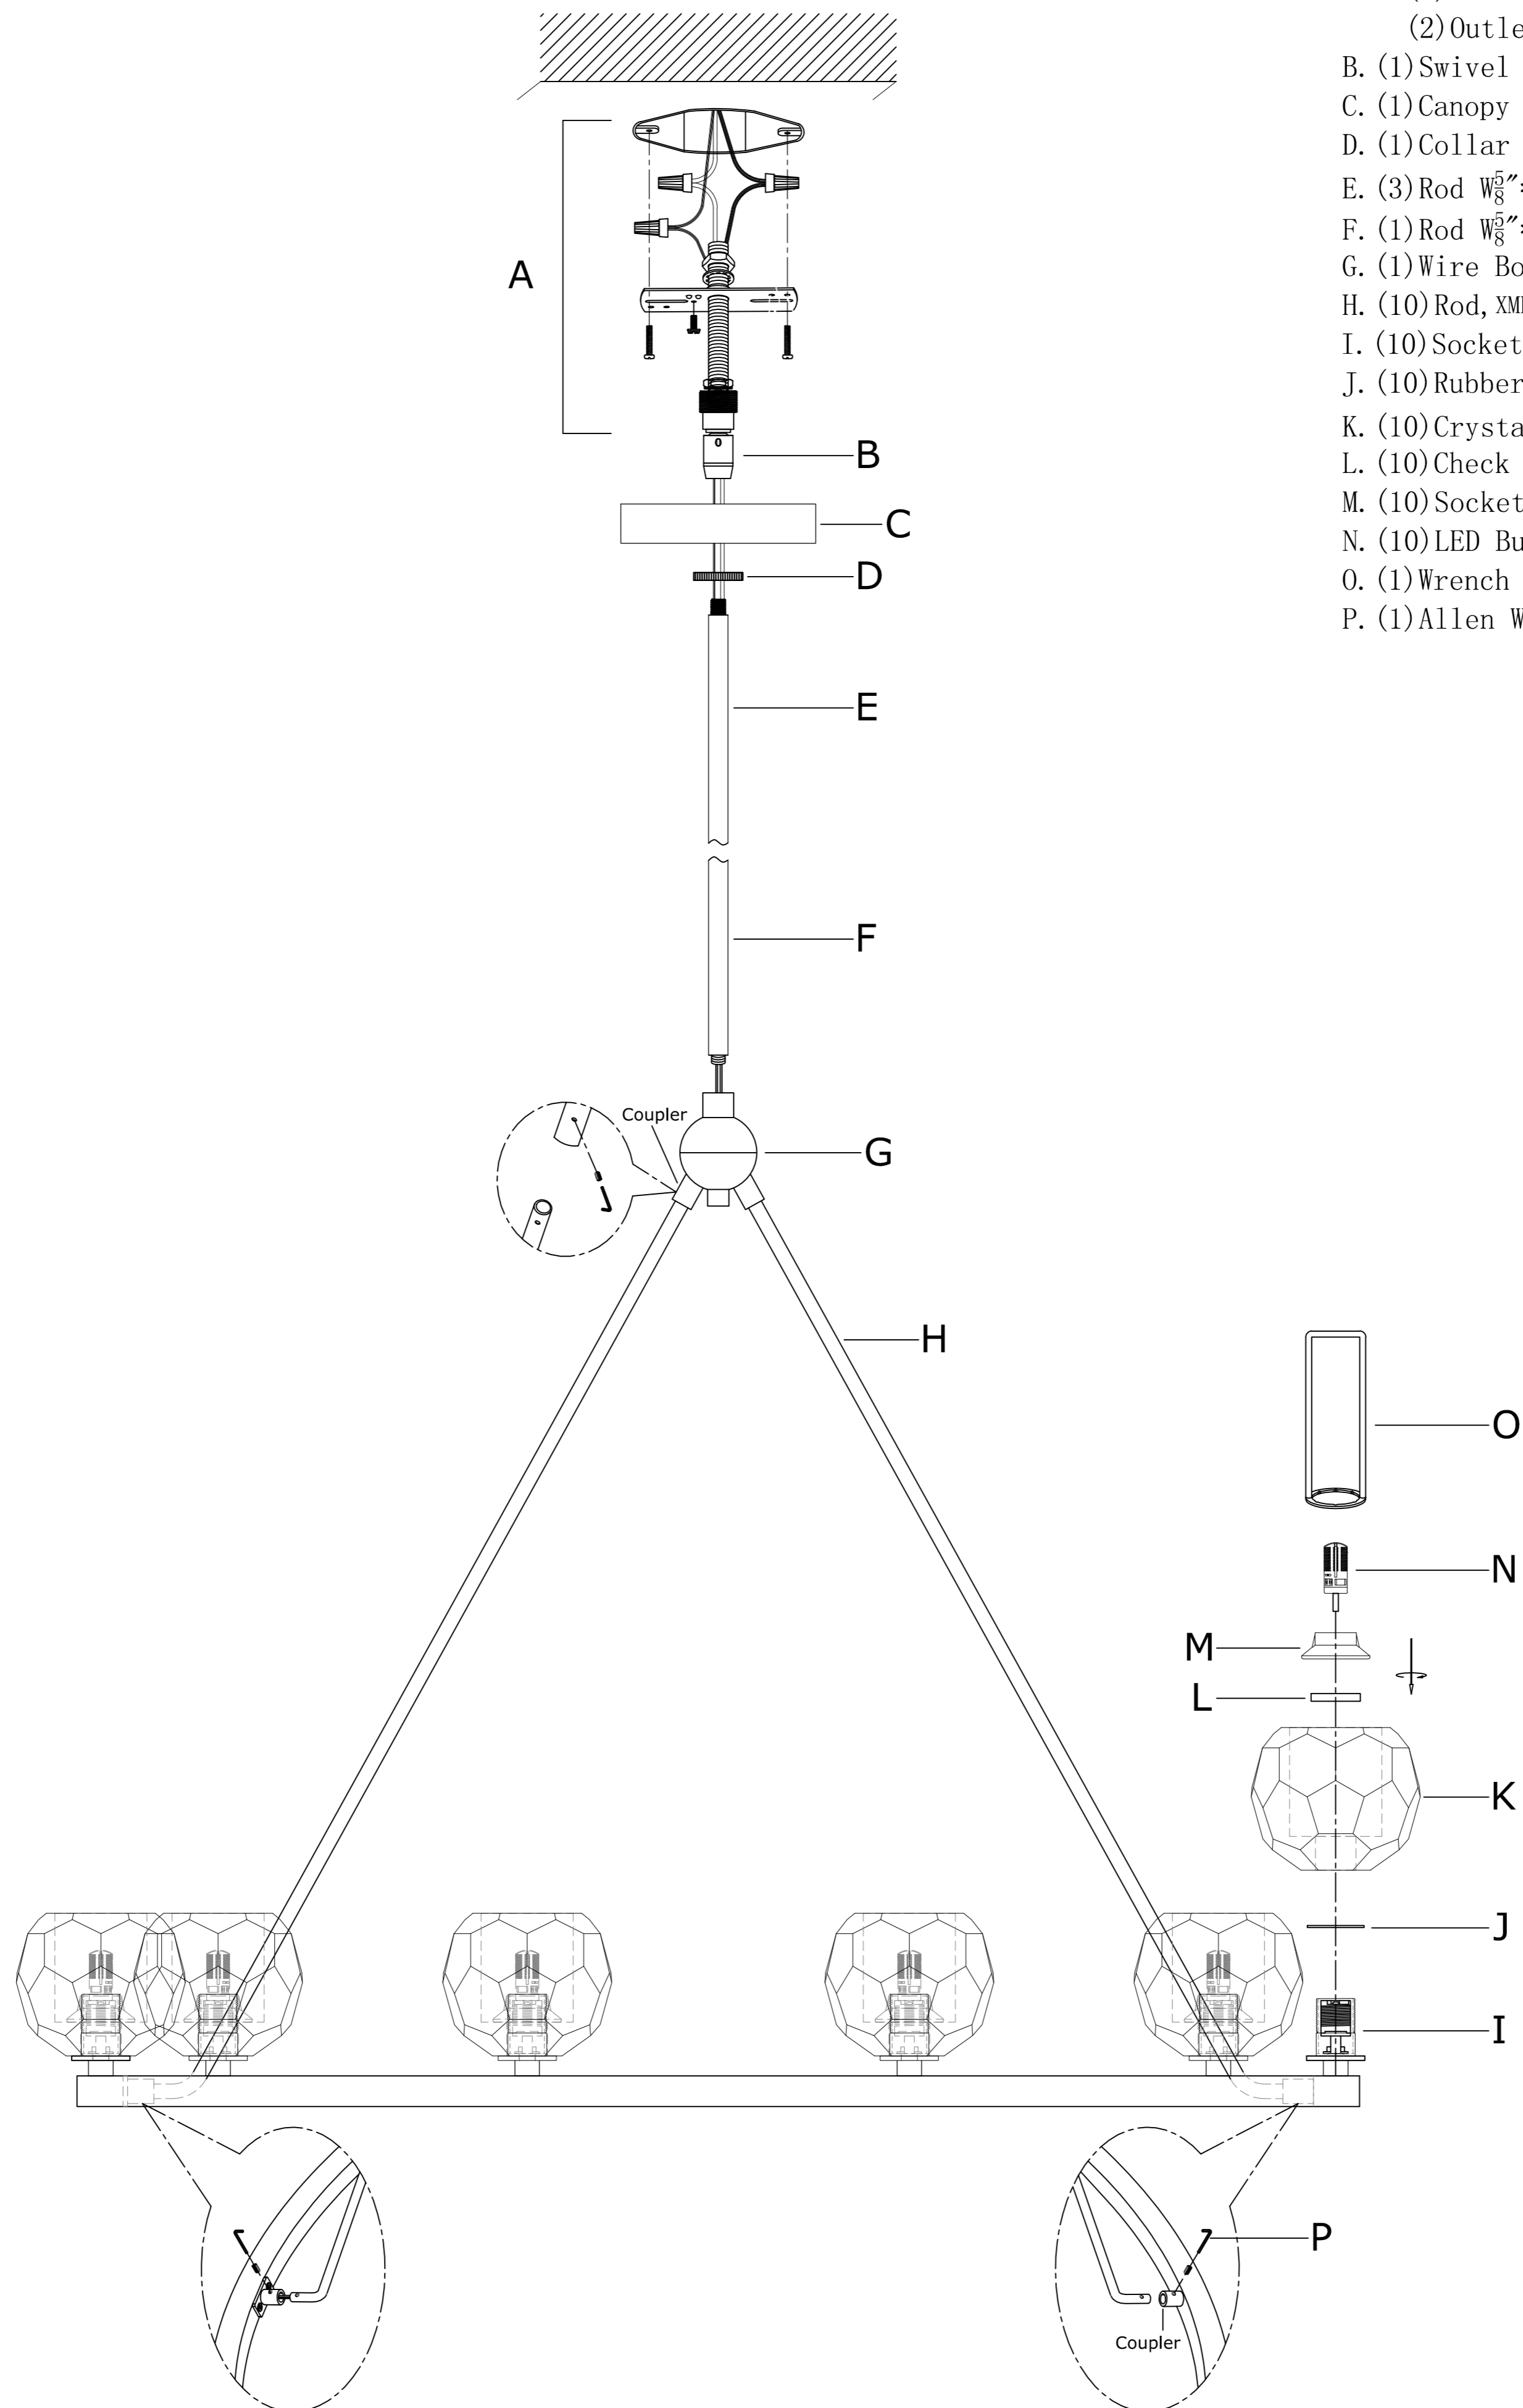 (2)Outle
B. (1)Swivel
C. (1)Canopy
D. (1)Collar
E. (3)Rod W5/8"
F. (1)Rod W5/8"
G. (1)Wire Bo
H. (10)Rod, XM
I. (10)Socket
J. (10)Rubber
K. (10)Crysta
L. (10)Check
M. (10)Socket
N. (10)LED Bu
O. (1)Wrench
P. (1)Allen W
A
B
C
D
E
F
Coupler
G
H
O
N
M
L
K
J
I
P
Coupler